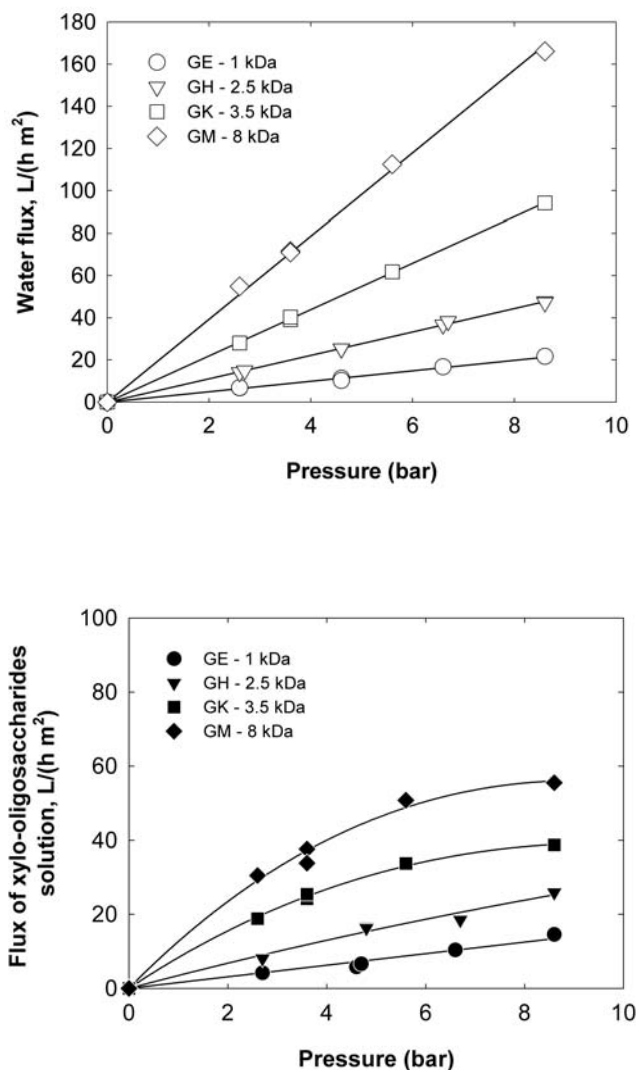 180
160
140
120
100
80
60
40
20
0
Water flux, L/(h m²)
GE - 1 kDa
GH - 2.5 kDa
GK - 3.5 kDa
GM - 8 kDa
0 2 4 6 8 10
Pressure (bar)
100
80
60
40
20
0
Flux of xylo-oligosaccharides
solution, L/(h m²)
GE - 1 kDa
GH - 2.5 kDa
GK - 3.5 kDa
GM - 8 kDa
0 2 4 6 8 10
Pressure (bar)